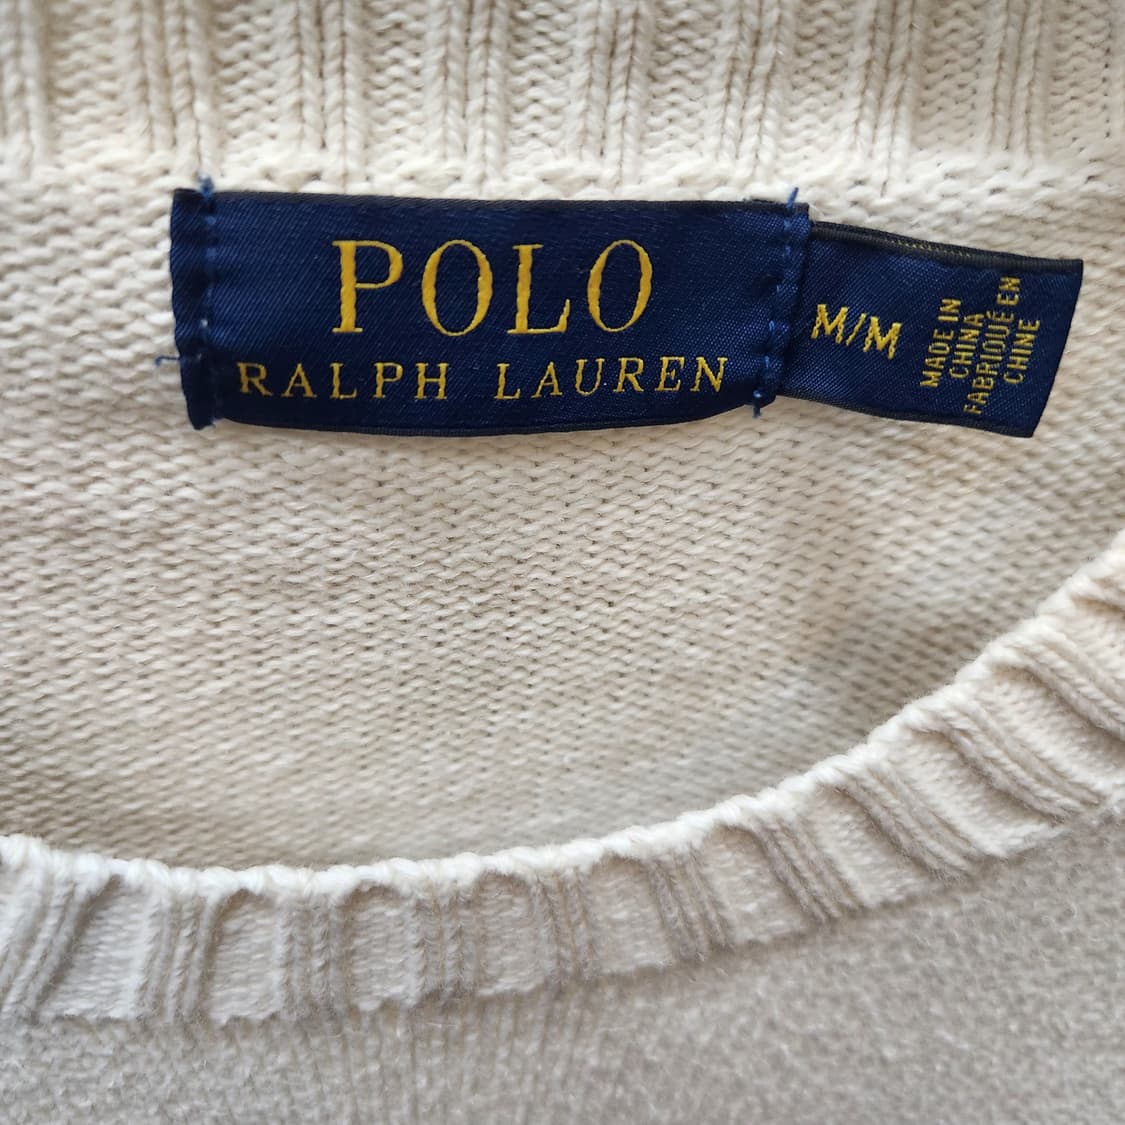 POLO
RALPH LAUREN
M/M
MADE IN
CHINA
FABRIQUÉ EN
CHINE